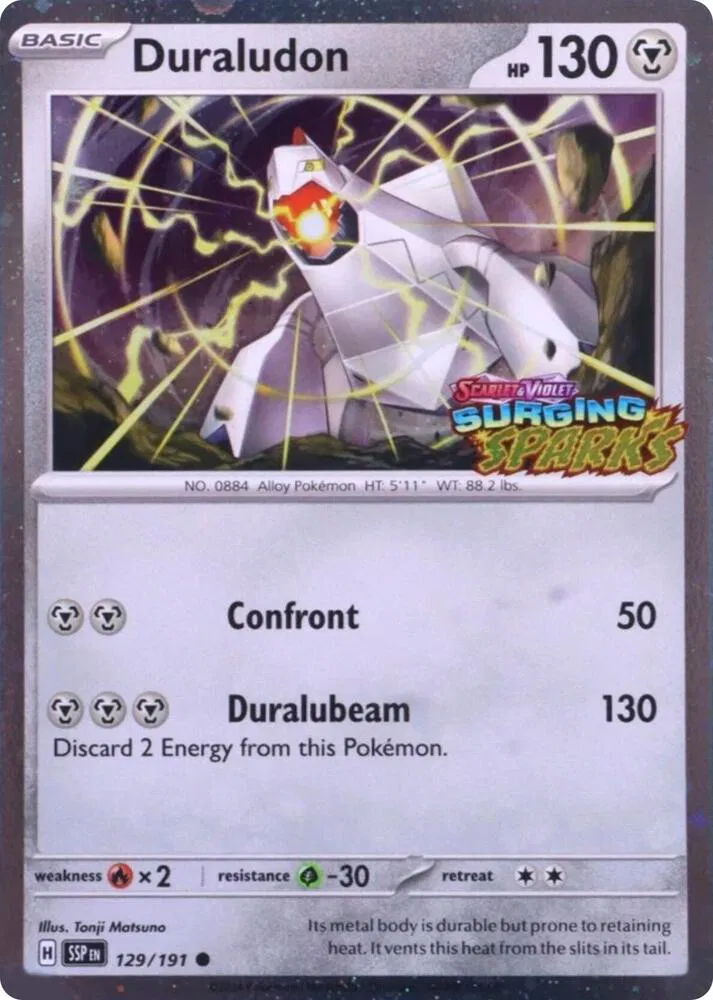 BASIC
Duraludon
HP 130
SCARLET & VIOLET
SURGING
SPARKS
NO. 0884 Alloy Pokémon HT: 5'11" WT: 88.2 lbs.
Confront 50
Duralubeam 130
Discard 2 Energy from this Pokémon.
weakness ×2 resistance -30 retreat
Illus. Tonji Matsuno
Its metal body is durable but prone to retaining
heat. It vents this heat from the slits in its tail.
H SSP EN 129/191